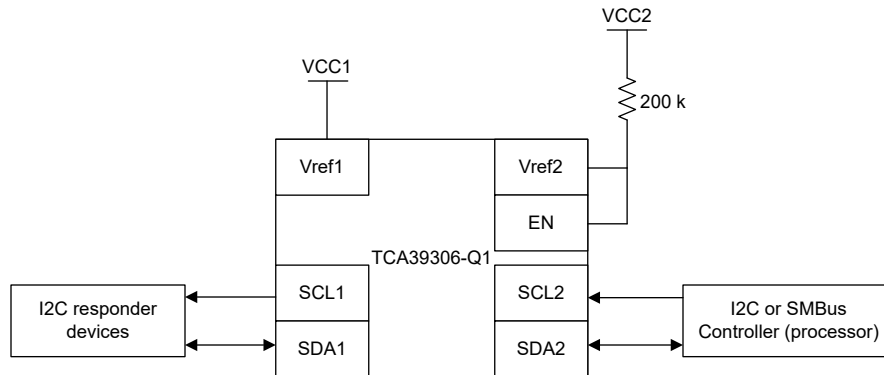 VCC2
VCC1
200 k
Vref1
Vref2
EN
TCA39306-Q1
I2C responder
devices
SCL1
SCL2
I2C or SMBus
Controller (processor)
SDA1
SDA2